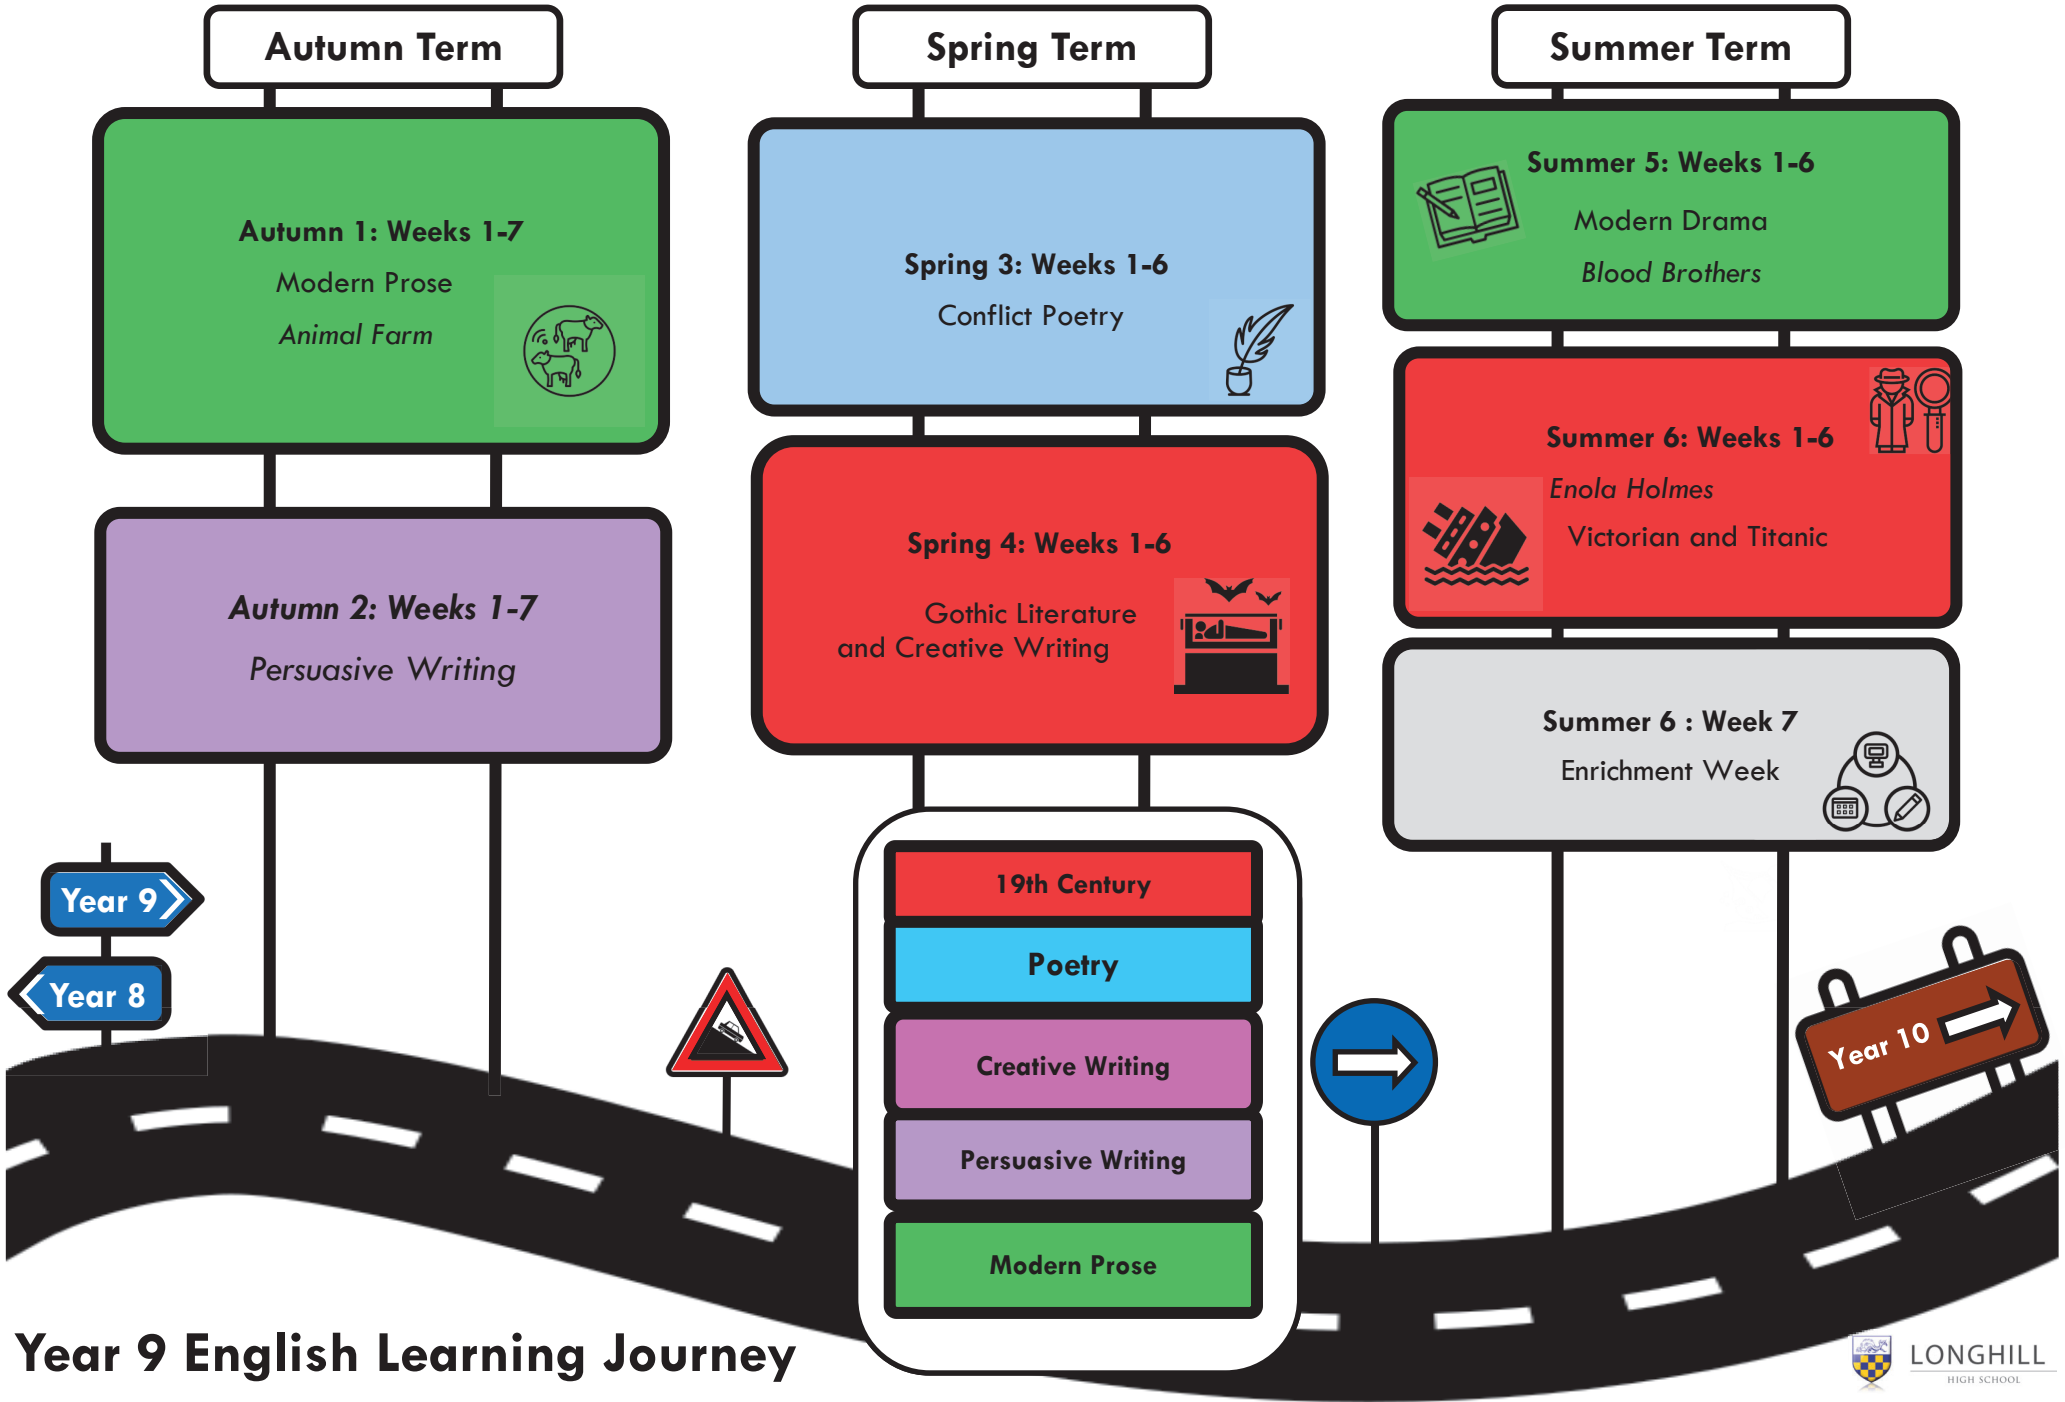 Autumn Term
Autumn 1: Weeks 1-7
Modern Prose
Animal Farm
Autumn 2: Weeks 1-7
Persuasive Writing
Spring Term
Spring 3: Weeks 1-6
Conflict Poetry
Spring 4: Weeks 1-6
Gothic Literature
and Creative Writing
Summer Term
Summer 5: Weeks 1-6
Modern Drama
Blood Brothers
Summer 6: Weeks 1-6
Enola Holmes
Victorian and Titanic
Summer 6 : Week 7
Enrichment Week
19th Century
Poetry
Creative Writing
Persuasive Writing
Modern Prose
Year 9
Year 8
Year 10
Year 9 English Learning Journey
LONGHILL
HIGH SCHOOL